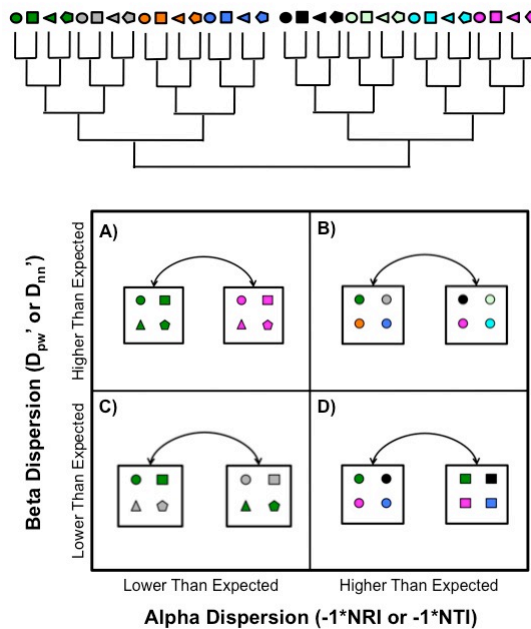 A)
B)
C)
D)
Higher Than Expected
Lower Than Expected
Beta Dispersion (Dpw' or Dnn')
Lower Than Expected
Higher Than Expected
Alpha Dispersion (-1*NRI or -1*NTI)